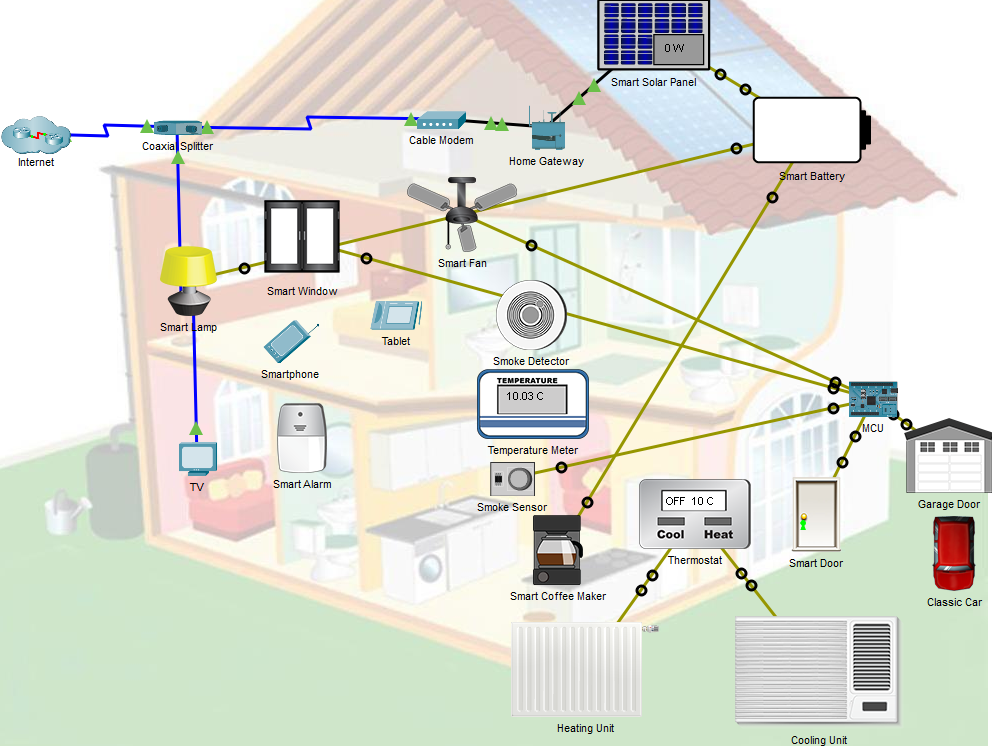 0 W
Smart Solar Panel
Internet
Coaxial Splitter
Cable Modem
Home Gateway
Smart Battery
Smart Fan
Smart Window
Smart Lamp
Tablet
Smartphone
Smoke Detector
TEMPERATURE
10.03 C
Temperature Meter
MCU
TV
Smart Alarm
Smoke Sensor
OFF 10 C
Cool Heat
Thermostat
Garage Door
Smart Door
Smart Coffee Maker
Classic Car
Heating Unit
Cooling Unit